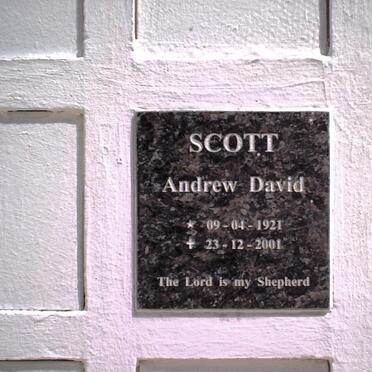 SCOTT
Andrew David
★ 09-04-1921
✝ 23-12-2001
The Lord is my Shepherd